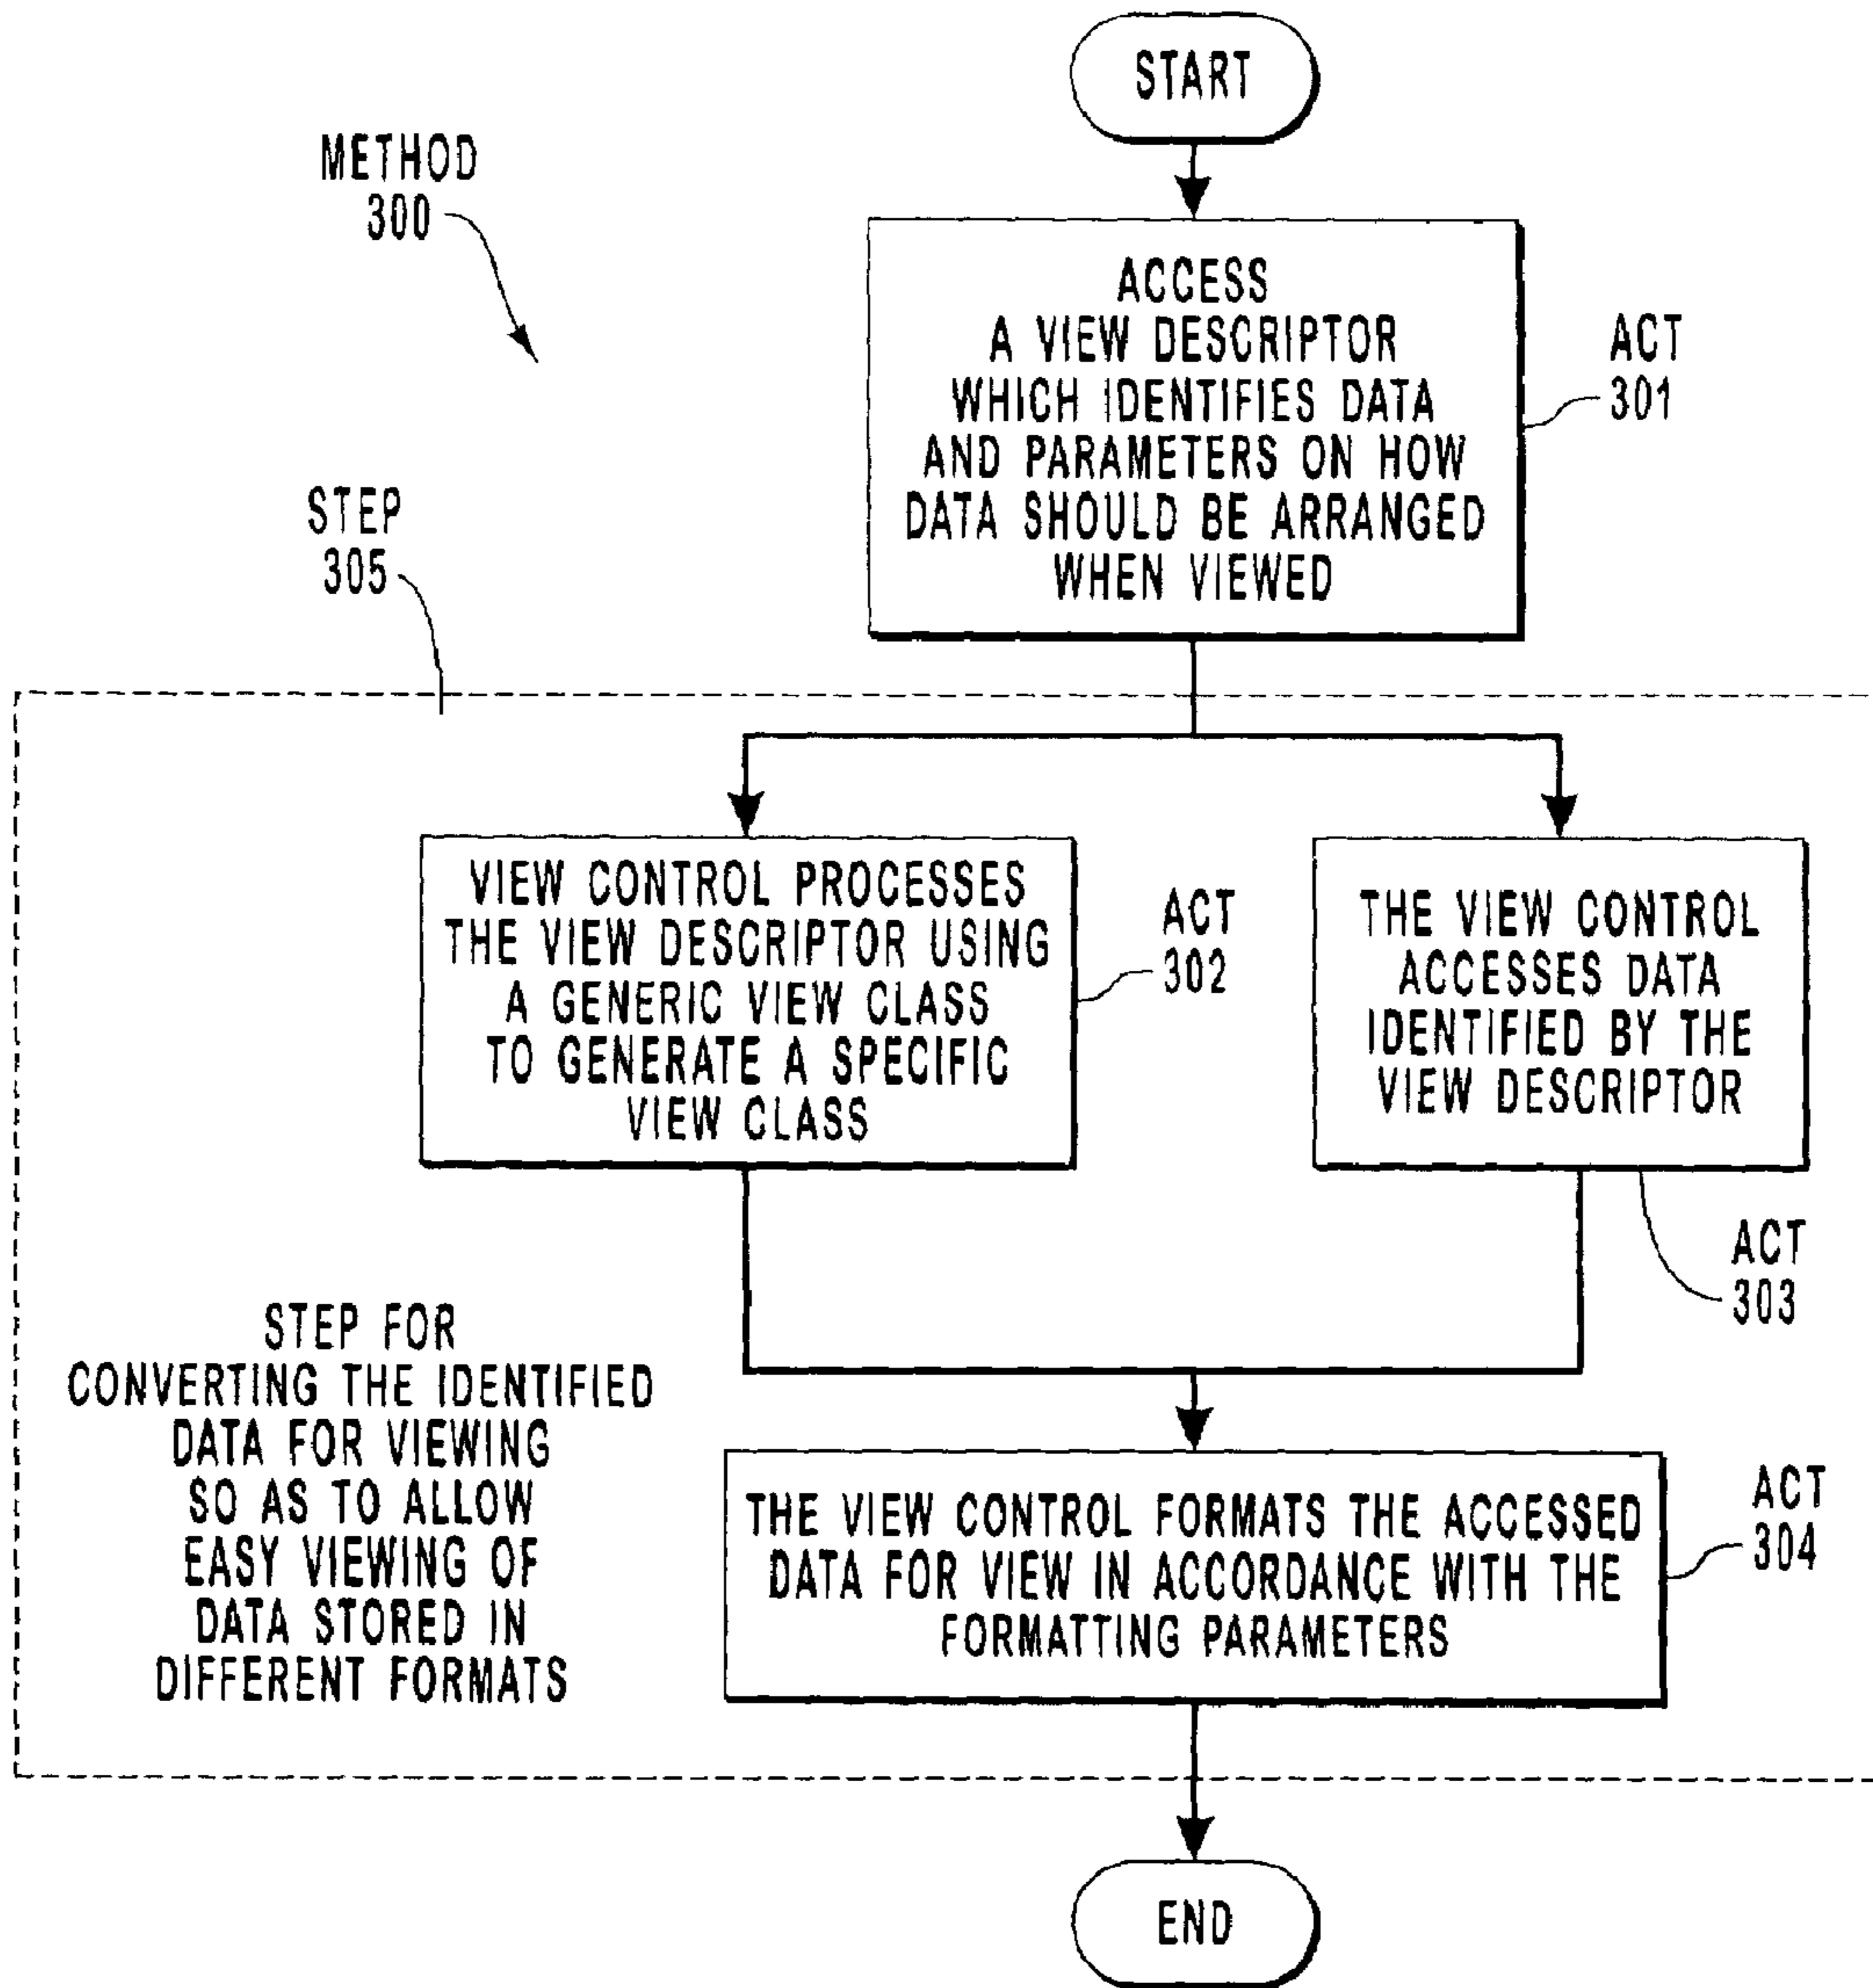 START
METHOD
300
ACCESS
A VIEW DESCRIPTOR
WHICH IDENTIFIES DATA
AND PARAMETERS ON HOW
DATA SHOULD BE ARRANGED
WHEN VIEWED
ACT
301
STEP
305
VIEW CONTROL PROCESSES
THE VIEW DESCRIPTOR USING
A GENERIC VIEW CLASS
TO GENERATE A SPECIFIC
VIEW CLASS
ACT
302
THE VIEW CONTROL
ACCESSES DATA
IDENTIFIED BY THE
VIEW DESCRIPTOR
ACT
303
STEP FOR
CONVERTING THE IDENTIFIED
DATA FOR VIEWING
SO AS TO ALLOW
EASY VIEWING OF
DATA STORED IN
DIFFERENT FORMATS
THE VIEW CONTROL FORMATS THE ACCESSED
DATA FOR VIEW IN ACCORDANCE WITH THE
FORMATTING PARAMETERS
ACT
304
END